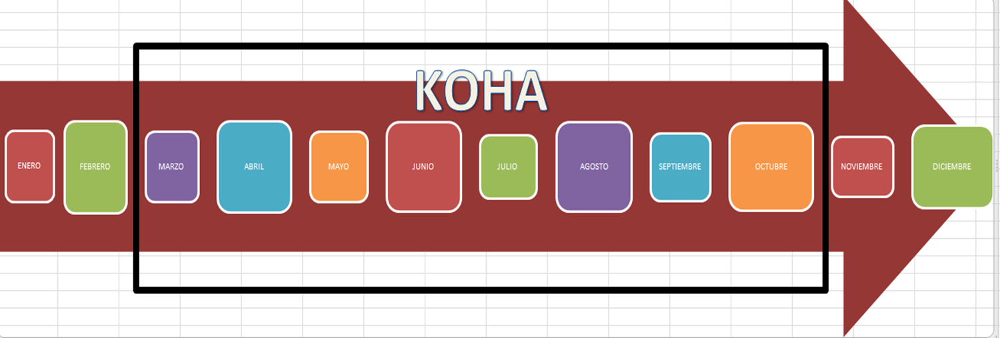 KOHA
ENERO
FEBRERO
MARZO
ABRIL
MAYO
JUNIO
JULIO
AGOSTO
SEPTIEMBRE
OCTUBRE
NOVIEMBRE
DICIEMBRE